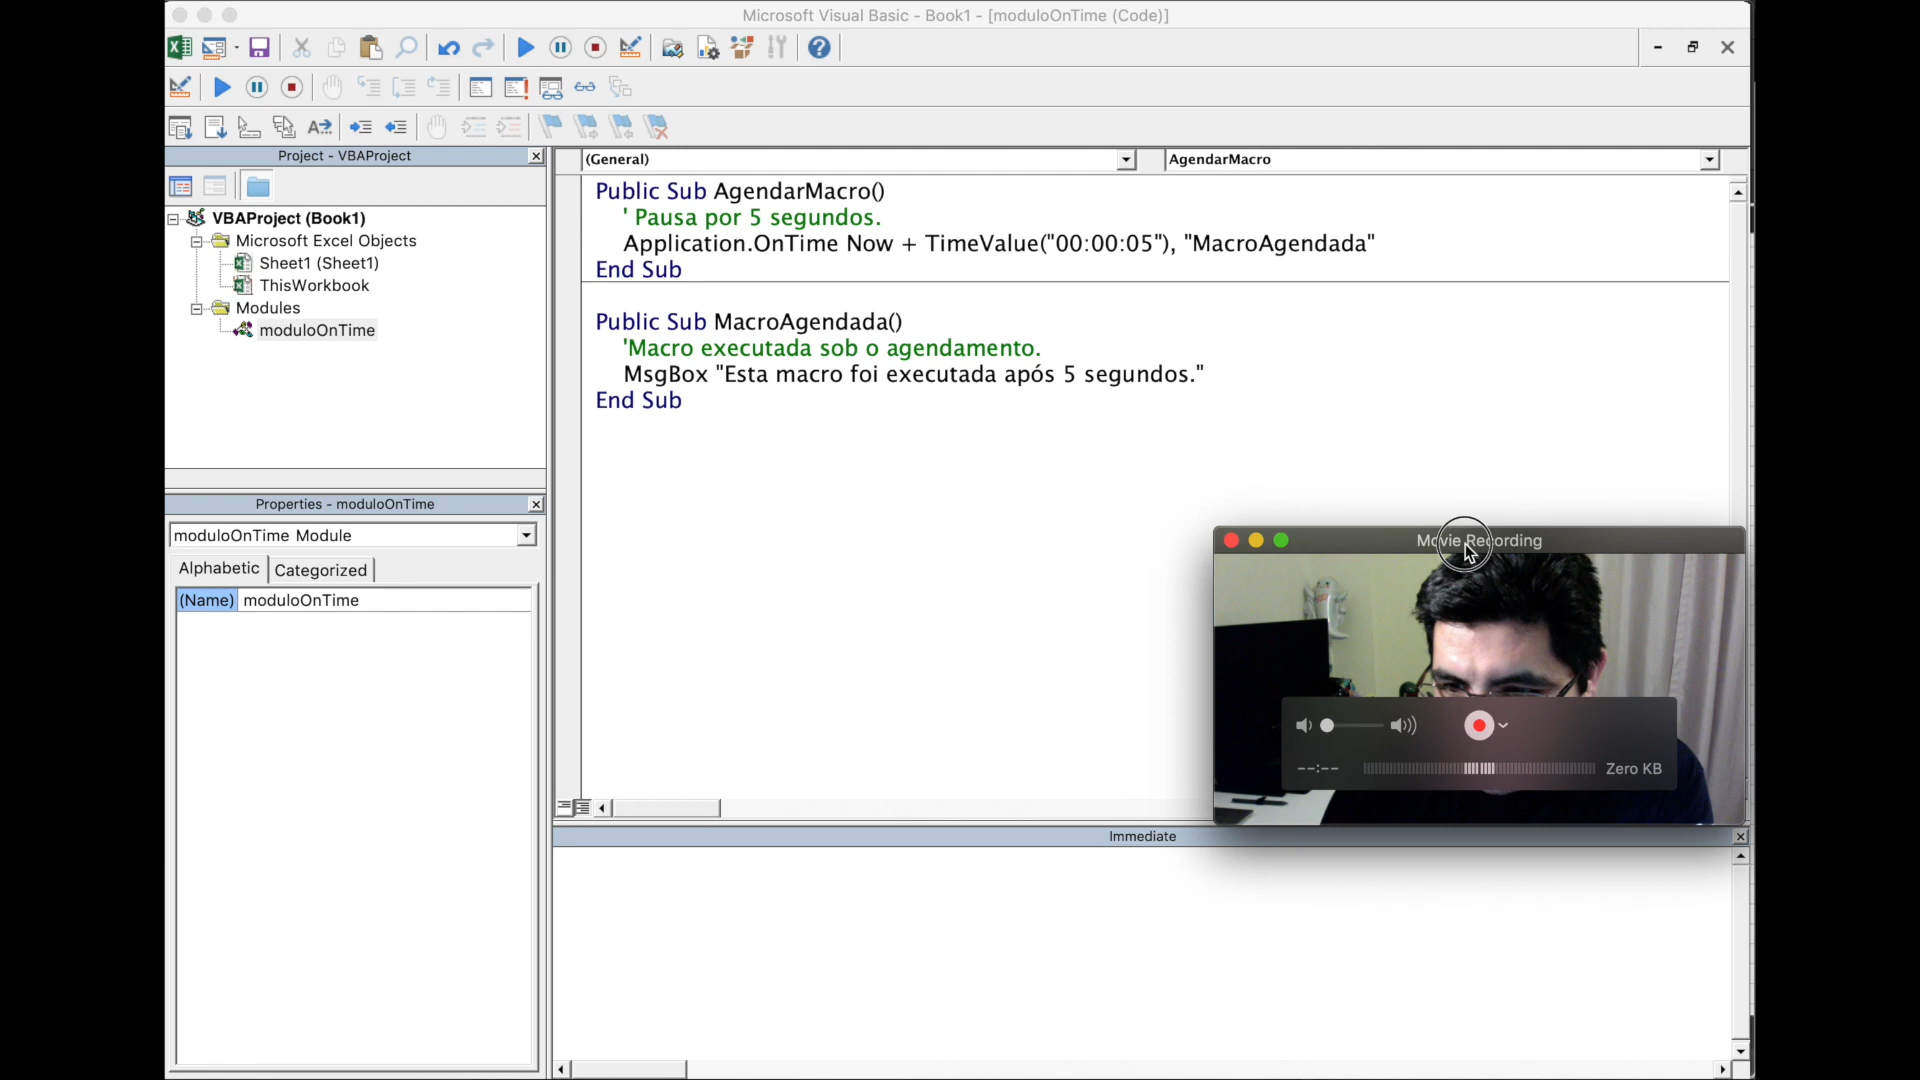 Microsoft Visual Basic - Book1 - [moduloOnTime (Code)]
Project - VBAProject
VBAProject (Book1)
Microsoft Excel Objects
Sheet1 (Sheet1)
ThisWorkbook
Modules
moduloOnTime
Properties - moduloOnTime
moduloOnTime Module
Alphabetic
Categorized
(Name) moduloOnTime
(General)
AgendarMacro
Public Sub AgendarMacro()
' Pausa por 5 segundos.
Application.OnTime Now + TimeValue("00:00:05"), "MacroAgendada"
End Sub
Public Sub MacroAgendada()
'Macro executada sob o agendamento.
MsgBox "Esta macro foi executada após 5 segundos."
End Sub
Movie Recording
--:--
Zero KB
Immediate